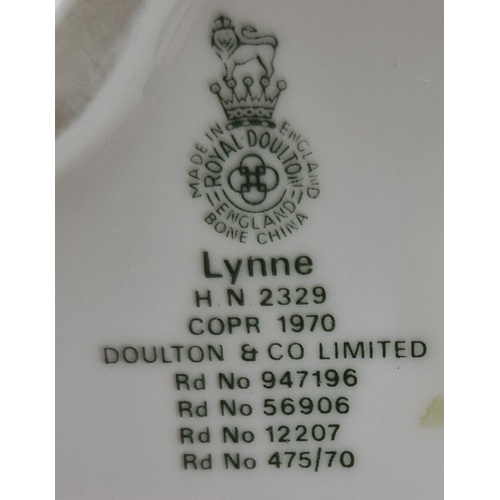 MADE IN ENGLAND
ROYAL DOULTON
ENGLAND
BONE CHINA
Lynne
H N 2329
COPR 1970
DOULTON & CO LIMITED
Rd No 947196
Rd No 56906
Rd No 12207
Rd No 475/70